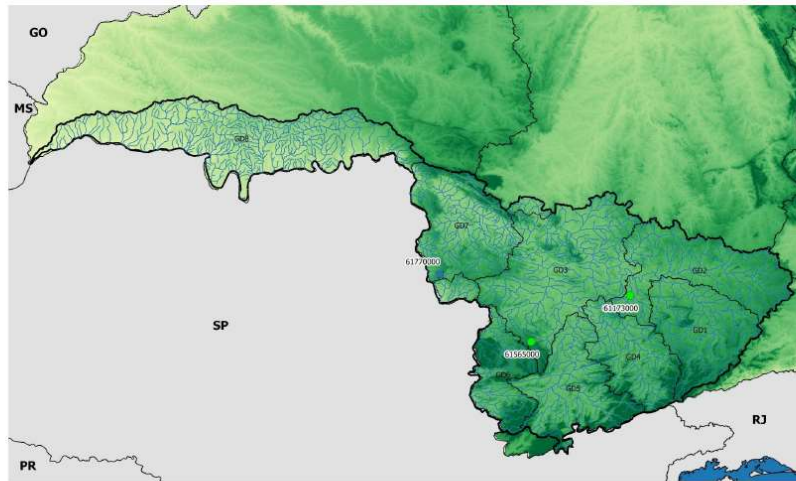 GO
MS
GD8
GD7
61770000
GD3
GD2
61173000
SP
GD1
61565000
GD4
GD6
GD5
RJ
PR